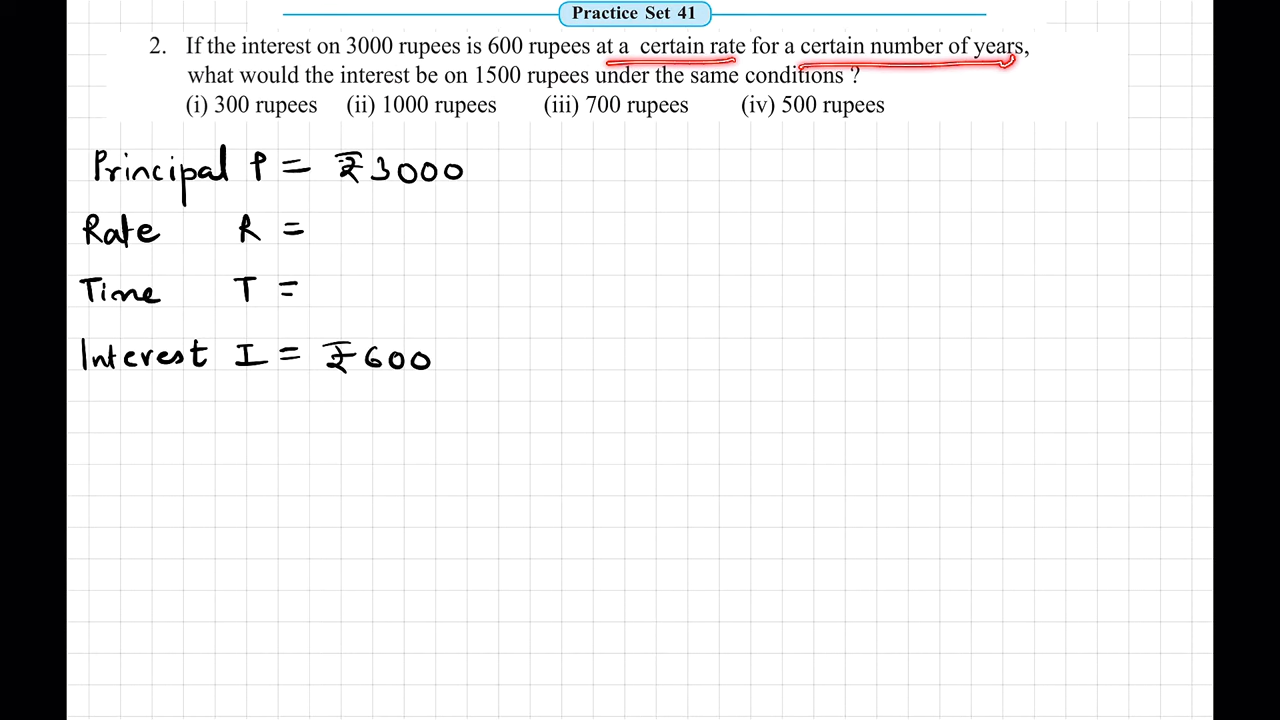 Practice Set 41
2. If the interest on 3000 rupees is 600 rupees at a certain rate for a certain number of years,
what would the interest be on 1500 rupees under the same conditions ?
(i) 300 rupees (ii) 1000 rupees (iii) 700 rupees (iv) 500 rupees
Principal P = ₹3000
Rate R =
Time T =
Interest I = ₹600